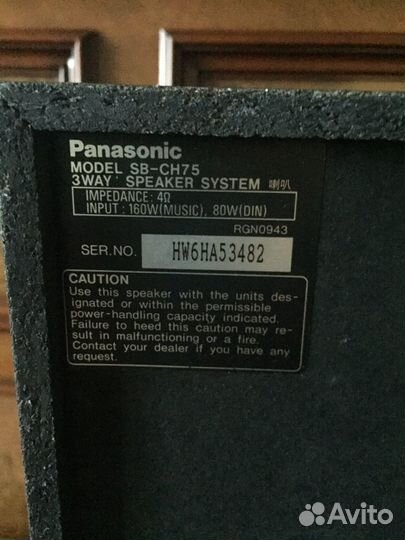 Panasonic
MODEL SB-CH75
3WAY SPEAKER SYSTEM 喇叭
IMPEDANCE: 4Ω
INPUT: 160W(MUSIC), 80W(DIN)
RGN0943
SER.NO. HW6HA53482
CAUTION
Use this speaker with the units des-
ignated or within the permissible
power-handling capacity indicated.
Failure to heed this caution may re-
sult in malfunctioning or a fire.
Contact your dealer if you have any
request.
Avito